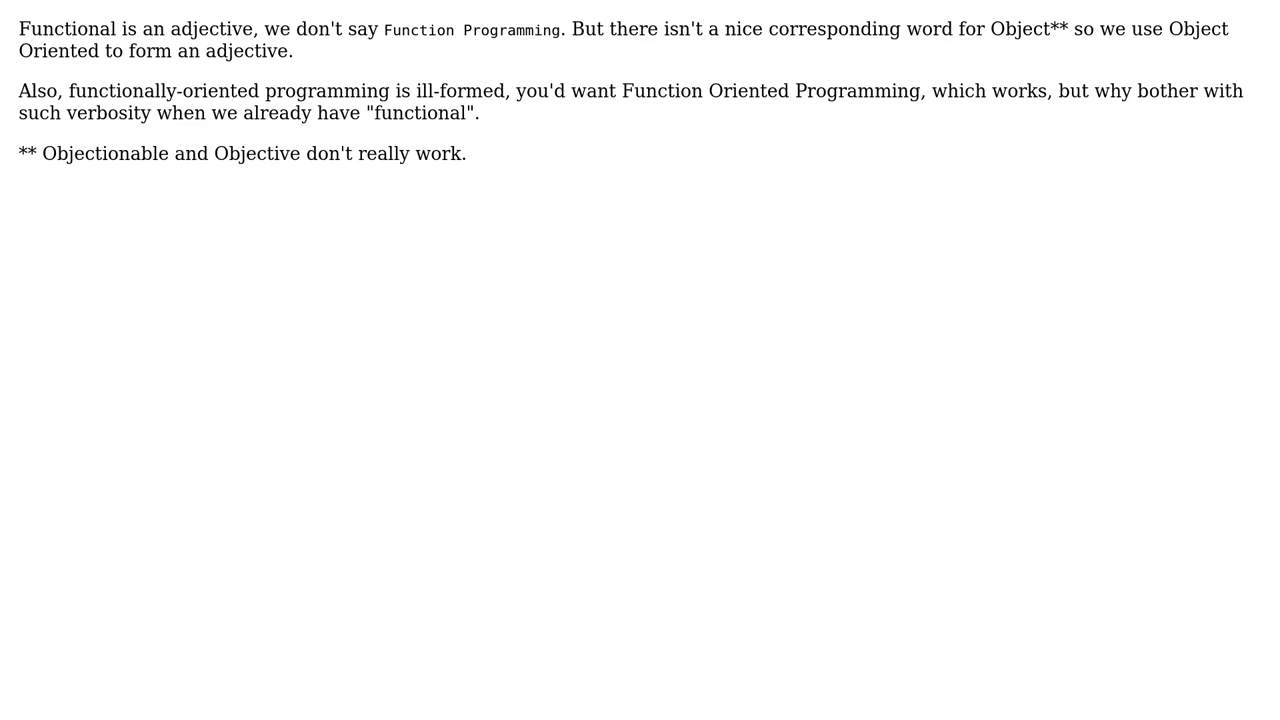 Functional is an adjective, we don't say Function Programming. But there isn't a nice corresponding word for Object** so we use Object
Oriented to form an adjective.
Also, functionally-oriented programming is ill-formed, you'd want Function Oriented Programming, which works, but why bother with
such verbosity when we already have "functional".
** Objectionable and Objective don't really work.